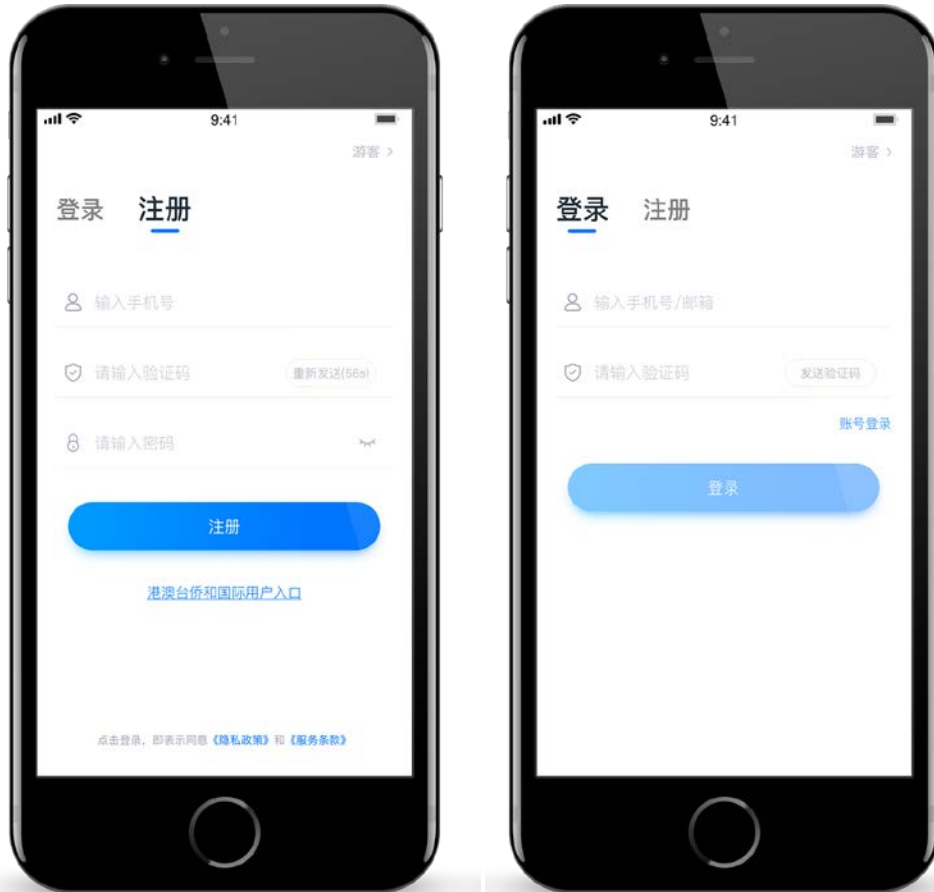 9:41
游客 >
登录 注册
输入手机号
请输入验证码 重新发送(56s)
请输入密码
注册
港澳台侨和国际用户入口
点击登录，即表示同意《隐私政策》和《服务条款》
9:41
游客 >
登录 注册
输入手机号/邮箱
请输入验证码 发送验证码
账号登录
登录